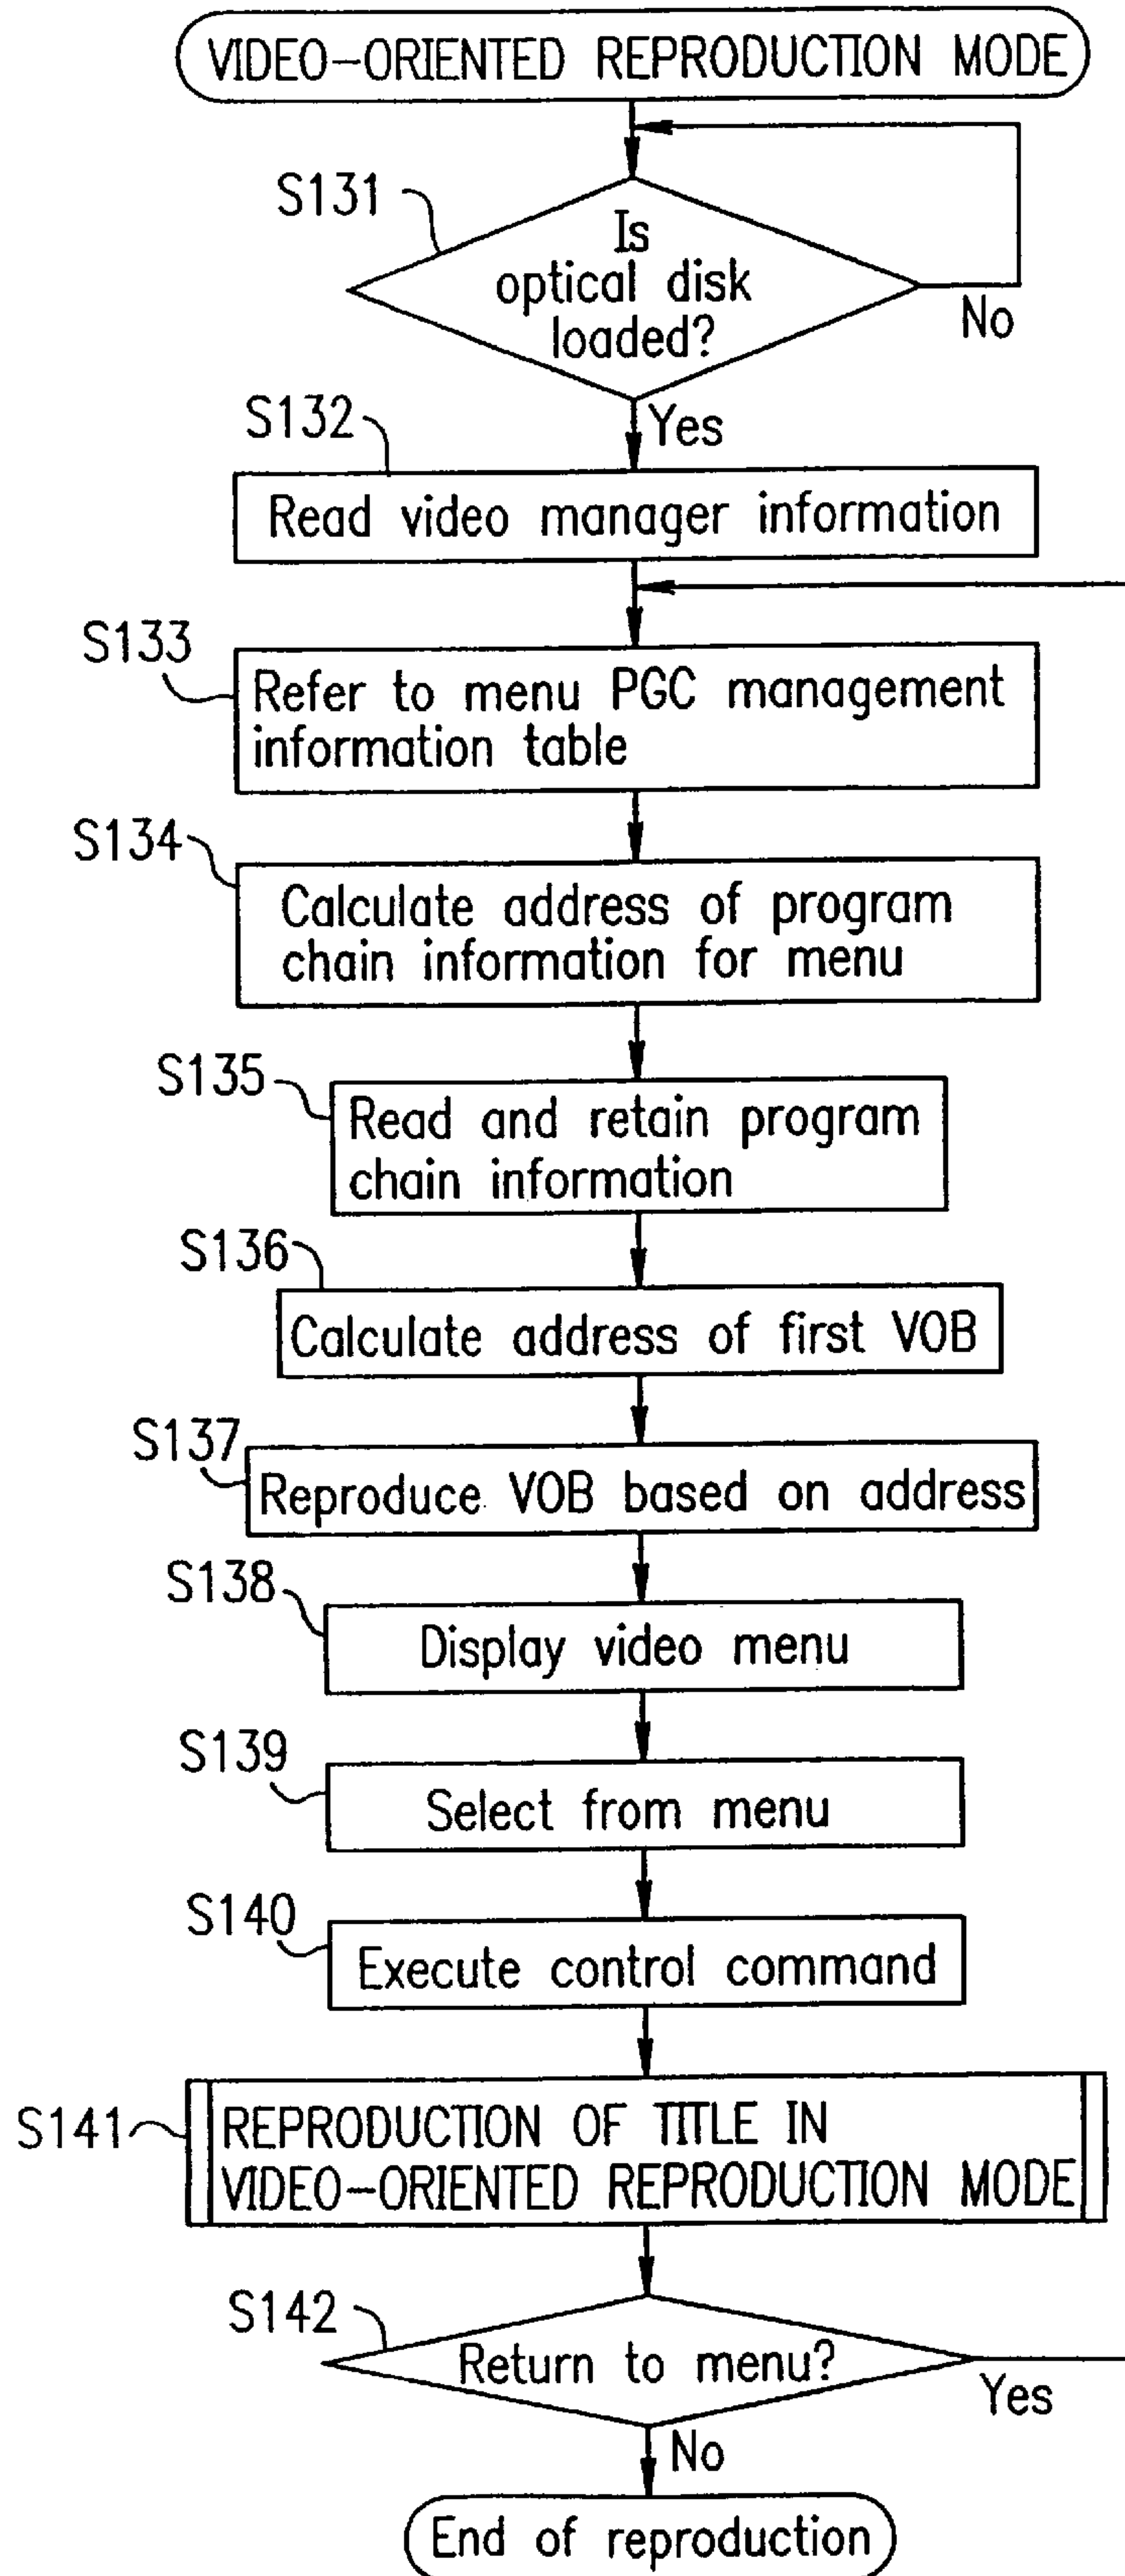 VIDEO-ORIENTED REPRODUCTION MODE
S131
Is
optical disk
loaded?
No
Yes
S132
Read video manager information
S133
Refer to menu PGC management
information table
S134
Calculate address of program
chain information for menu
S135
Read and retain program
chain information
S136
Calculate address of first VOB
S137
Reproduce VOB based on address
S138
Display video menu
S139
Select from menu
S140
Execute control command
S141
REPRODUCTION OF TITLE IN
VIDEO-ORIENTED REPRODUCTION MODE
S142
Return to menu?
Yes
No
End of reproduction